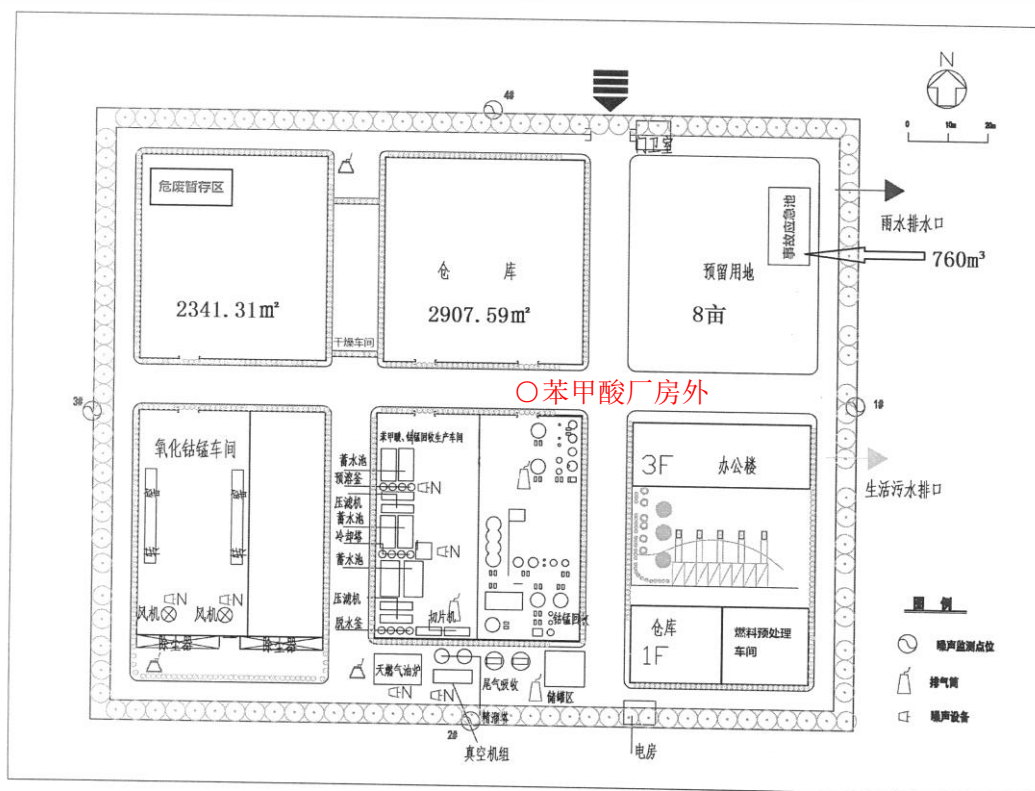 N
0 10m 20m
4#
门卫室
危废暂存区
事故应急池
雨水排水口
760m³
仓 库
预留用地
2341.31m²
2907.59m²
8亩
干燥车间
苯甲酸厂房外
3#
1#
氧化钴锰车间
苯甲酸、钴锰回收生产车间
蓄水池
预溶釜
N
压滤机
蓄水池
冷却塔
N
蓄水池
压滤机
脱水釜
切片机
钴锰回收
3F
办公楼
生活污水排口
N
N
风机
风机
除尘器
除尘器
仓库
1F
燃料预处理
车间
天燃气油炉
N
N
尾气吸收
储罐区
精溜塔
2#
真空机组
电房
图 例
噪声监测点位
排气筒
噪声设备